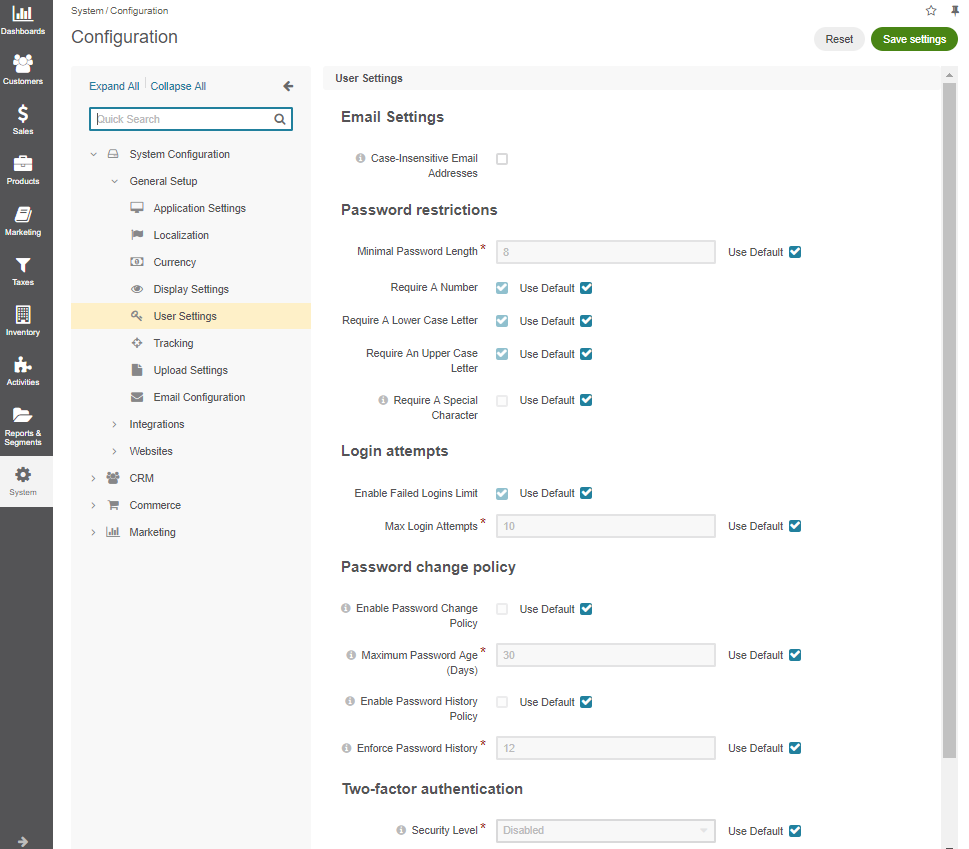 System / Configuration
Configuration
Reset
Save settings
Dashboards
Customers
Sales
Products
Marketing
Taxes
Inventory
Activities
Reports &
Segments
System
Expand All
Collapse All
Quick Search
System Configuration
General Setup
Application Settings
Localization
Currency
Display Settings
User Settings
Tracking
Upload Settings
Email Configuration
Integrations
Websites
CRM
Commerce
Marketing
User Settings
Email Settings
Case-Insensitive Email
Addresses
Password restrictions
Minimal Password Length * 8 Use Default
Require A Number Use Default
Require A Lower Case Letter Use Default
Require An Upper Case Use Default
Letter
Require A Special Use Default
Character
Login attempts
Enable Failed Logins Limit Use Default
Max Login Attempts * 10 Use Default
Password change policy
Enable Password Change Use Default
Policy
Maximum Password Age * 30 Use Default
(Days)
Enable Password History Use Default
Policy
Enforce Password History * 12 Use Default
Two-factor authentication
Security Level * Disabled Use Default